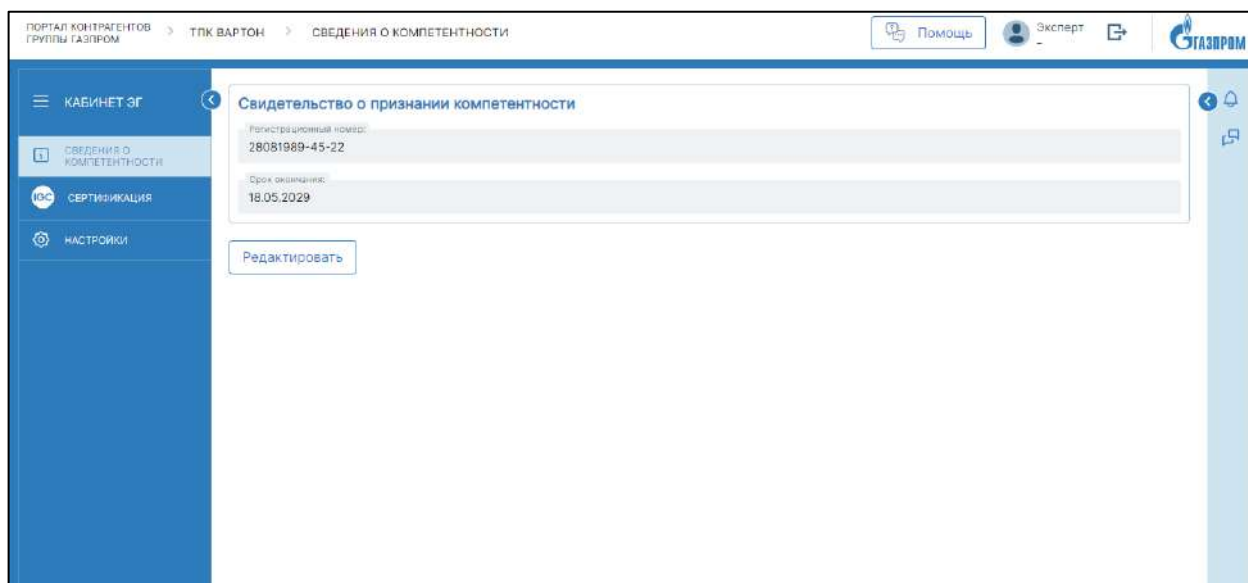 ПОРТАЛ КОНТРАГЕНТОВ
ГРУППЫ ГАЗПРОМ
> ТПК ВАРТОН > СВЕДЕНИЯ О КОМПЕТЕНТНОСТИ
Помощь
Эксперт
-
ГАЗПРОМ
КАБИНЕТ ЭГ
СВЕДЕНИЯ О
КОМПЕТЕНТНОСТИ
IGC СЕРТИФИКАЦИЯ
НАСТРОЙКИ
Свидетельство о признании компетентности
Регистрационный номер:
28081989-45-22
Срок окончания:
18.05.2029
Редактировать